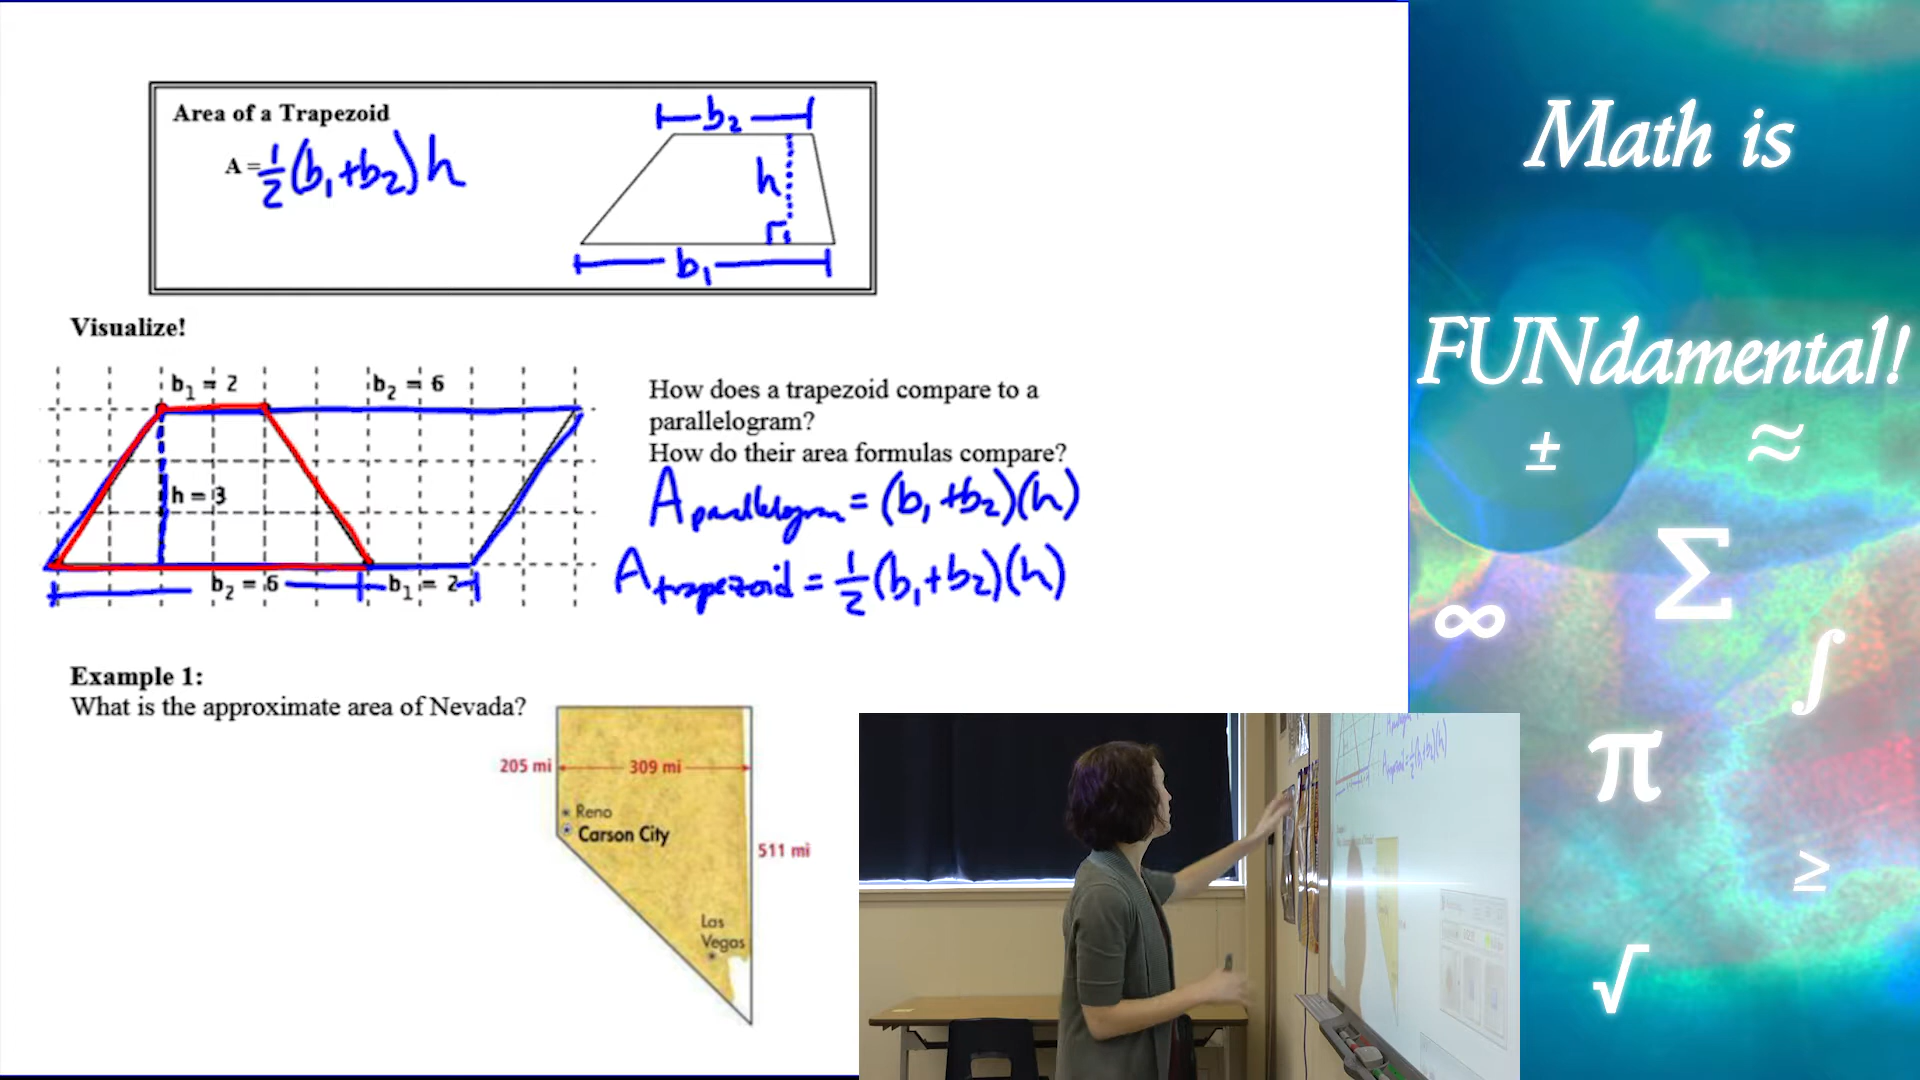 Area of a Trapezoid
A = 1/2 (b₁+b₂)h
b₂
h
b₁
Visualize!
b₁ = 2
b₂ = 6
h = 3
b₂ = 6
b₁ = 2
How does a trapezoid compare to a
parallelogram?
How do their area formulas compare?
A parallelogram = (b₁+b₂)(h)
A trapezoid = 1/2 (b₁+b₂)(h)
Example 1:
What is the approximate area of Nevada?
205 mi
309 mi
Reno
Carson City
511 mi
Las
Vegas
Math is
FUNdamental!
± ≈
Σ
∞
∫
π
≥
√